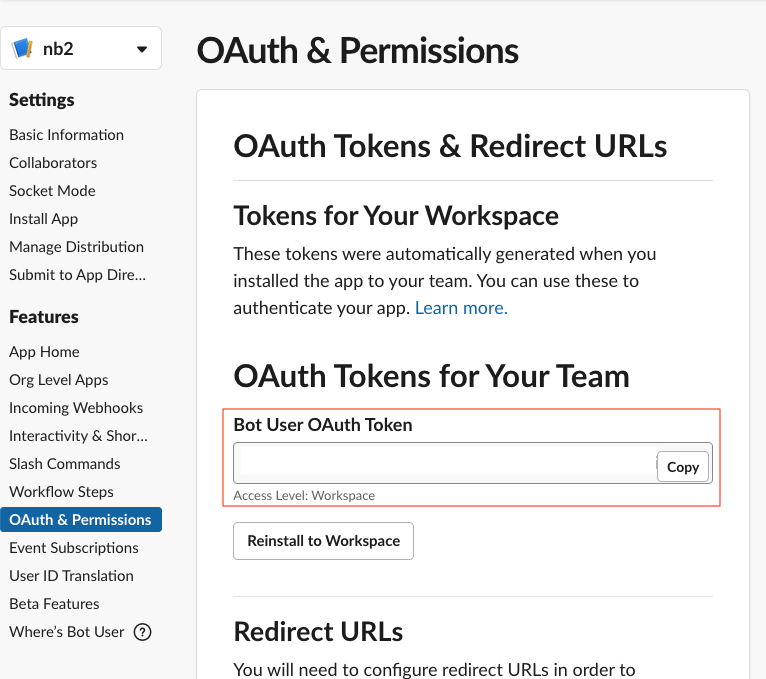 nb2
OAuth & Permissions
Settings
Basic Information
Collaborators
Socket Mode
Install App
Manage Distribution
Submit to App Dire...
Features
App Home
Org Level Apps
Incoming Webhooks
Interactivity & Shor...
Slash Commands
Workflow Steps
OAuth & Permissions
Event Subscriptions
User ID Translation
Beta Features
Where's Bot User ?
OAuth Tokens & Redirect URLs
Tokens for Your Workspace
These tokens were automatically generated when you
installed the app to your team. You can use these to
authenticate your app. Learn more.
OAuth Tokens for Your Team
Bot User OAuth Token
Copy
Access Level: Workspace
Reinstall to Workspace
Redirect URLs
You will need to configure redirect URLs in order to